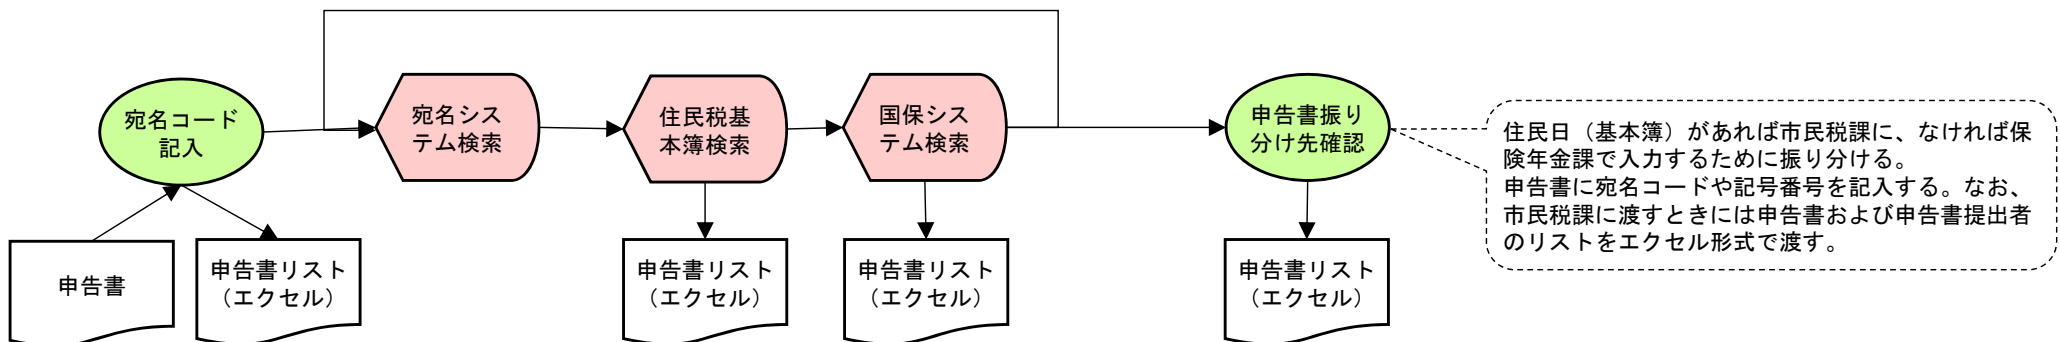 宛名コード
記入
宛名シス
テム検索
住民税基
本簿検索
国保シス
テム検索
申告書振り
分け先確認
住民日（基本簿）があれば市民税課に、なければ保
険年金課で入力するために振り分ける。
申告書に宛名コードや記号番号を記入する。なお、
市民税課に渡すときには申告書および申告書提出者
のリストをエクセル形式で渡す。
申告書
申告書リスト
（エクセル）
申告書リスト
（エクセル）
申告書リスト
（エクセル）
申告書リスト
（エクセル）